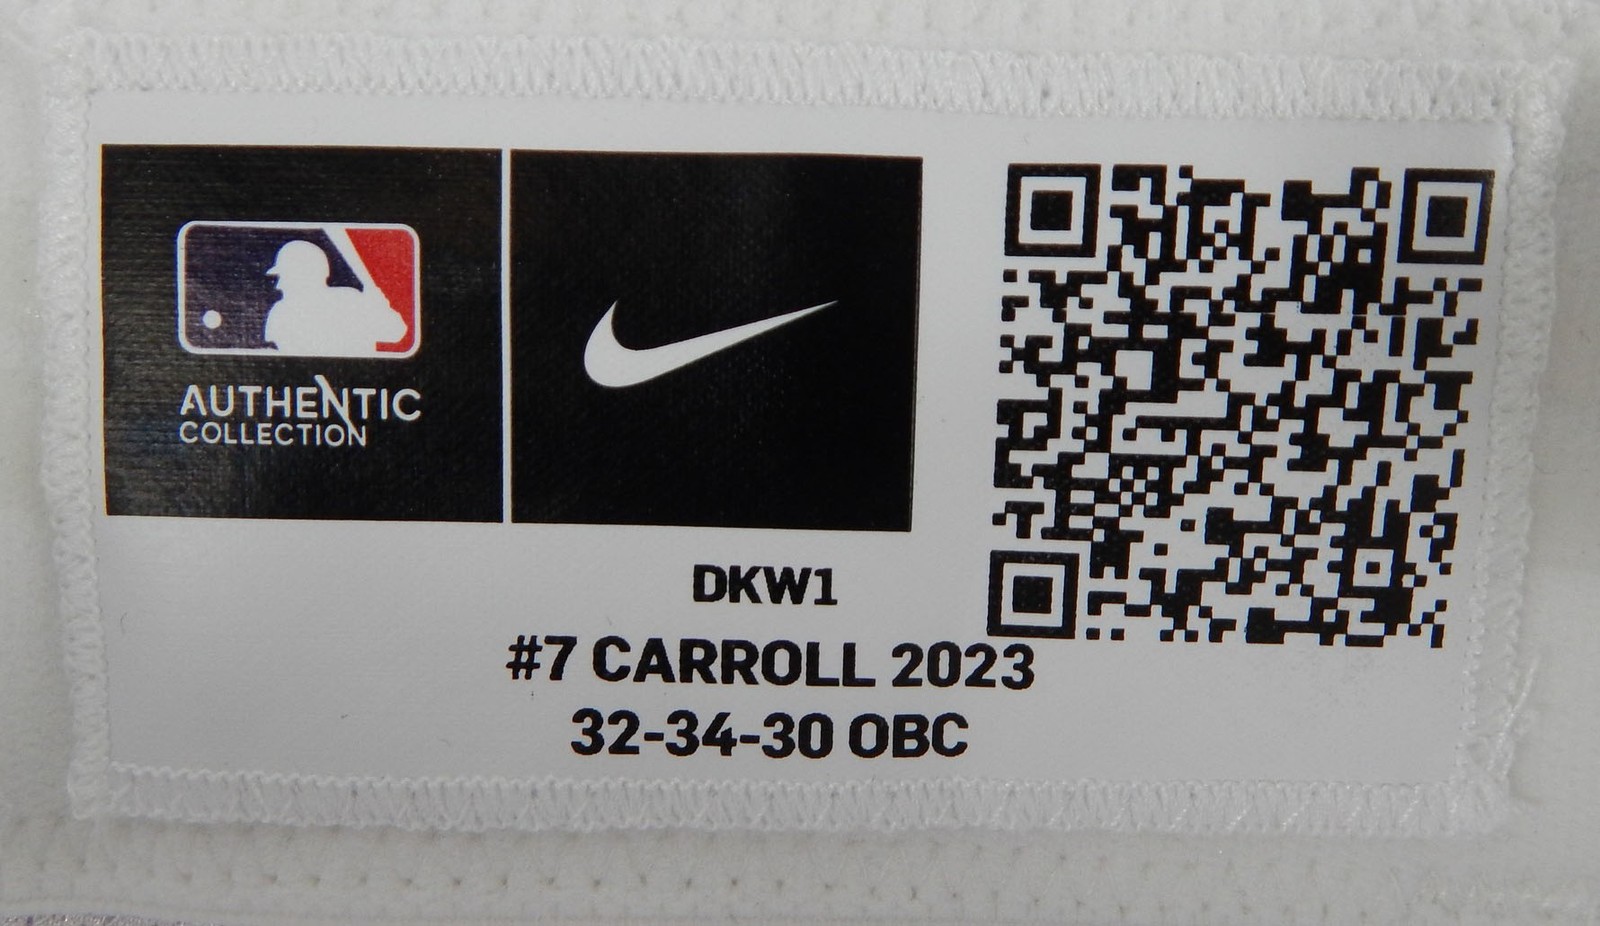 AUTHENTIC
COLLECTION
DKW1
#7 CARROLL 2023
32-34-30 OBC